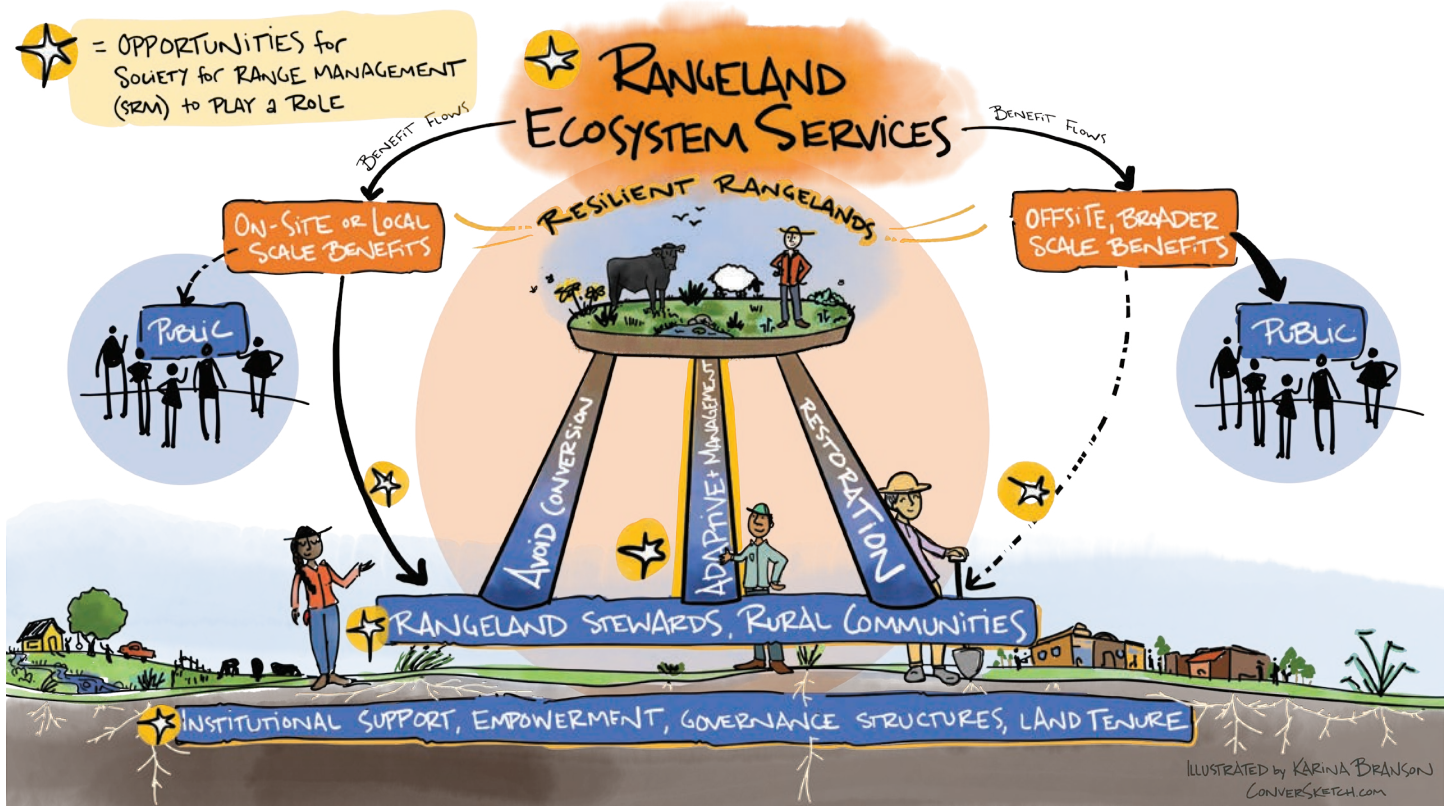 = OPPORTUNITIES for
SOCIETY for RANGE MANAGEMENT
(SRM) to PLAY a ROLE
RANGELAND
ECOSYSTEM SERVICES
BENEFIT FLOWS
BENEFIT FLOWS
RESILIENT RANGELANDS
ON-SITE OR LOCAL
SCALE BENEFITS
OFFSITE, BROADER
SCALE BENEFITS
PUBLIC
PUBLIC
AVOID CONVERSION
ADAPTIVE + MANAGEMENT
RESTORATION
RANGELAND STEWARDS, RURAL COMMUNITIES
INSTITUTIONAL SUPPORT, EMPOWERMENT, GOVERNANCE STRUCTURES, LAND TENURE
ILLUSTRATED by KARINA BRANSON
CONVERSKETCH.COM